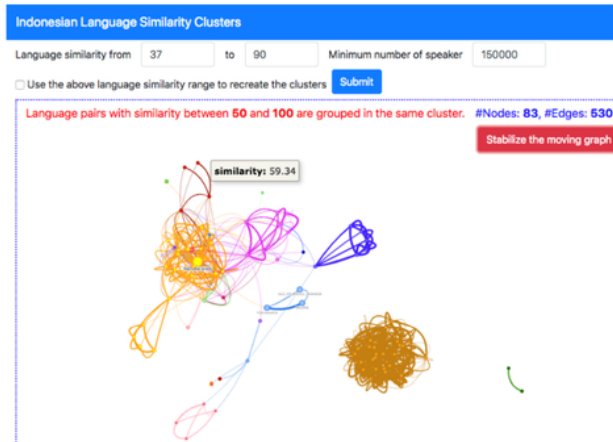 Indonesian Language Similarity Clusters
Language similarity from 37 to 90 Minimum number of speaker 150000
Use the above language similarity range to recreate the clusters Submit
Language pairs with similarity between 50 and 100 are grouped in the same cluster. #Nodes: 83, #Edges: 530
Stabilize the moving graph
similarity: 59.34